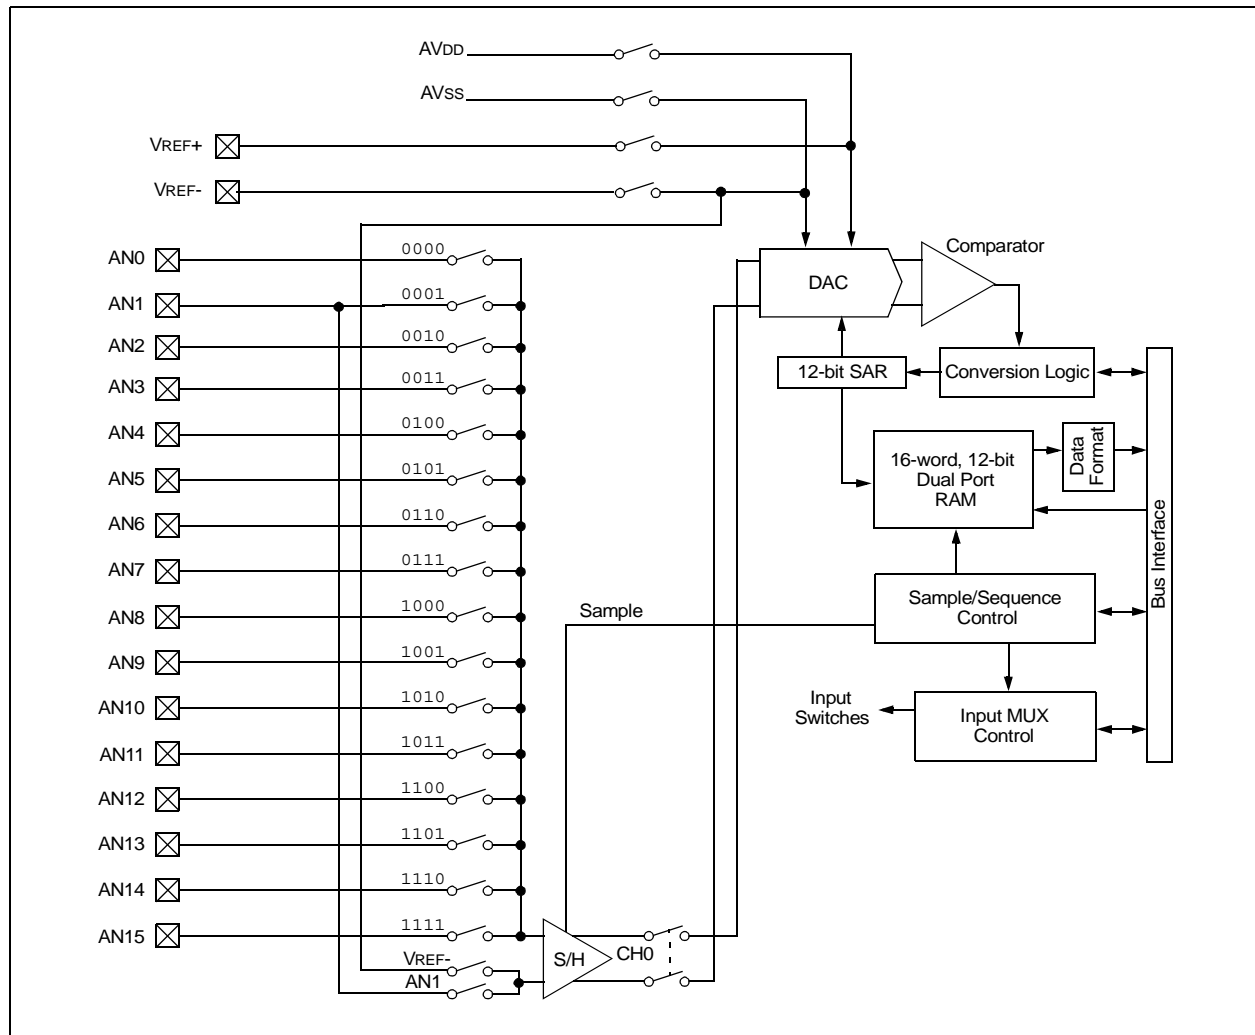 AVDD
AVSS
VREF+
VREF-
AN0
0000
AN1
0001
AN2
0010
AN3
0011
AN4
0100
AN5
0101
AN6
0110
AN7
0111
AN8
1000
AN9
1001
AN10
1010
AN11
1011
AN12
1100
AN13
1101
AN14
1110
AN15
1111
VREF-
AN1
S/H
CH0
Sample
DAC
Comparator
12-bit SAR
Conversion Logic
16-word, 12-bit
Dual Port
RAM
Data
Format
Bus Interface
Sample/Sequence
Control
Input
Switches
Input MUX
Control